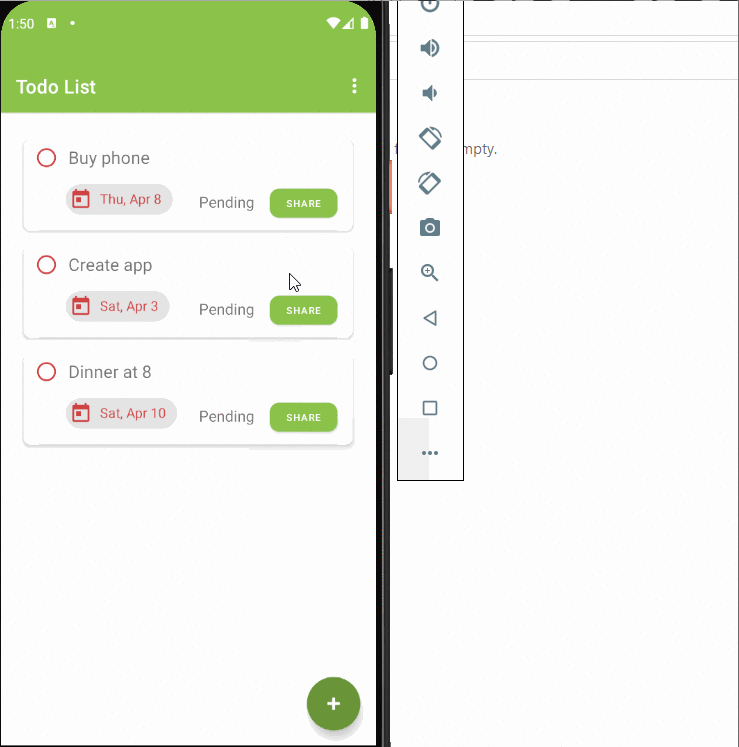 1:50
Todo List
Buy phone
Thu, Apr 8
Pending
SHARE
Create app
Sat, Apr 3
Pending
SHARE
Dinner at 8
Sat, Apr 10
Pending
SHARE